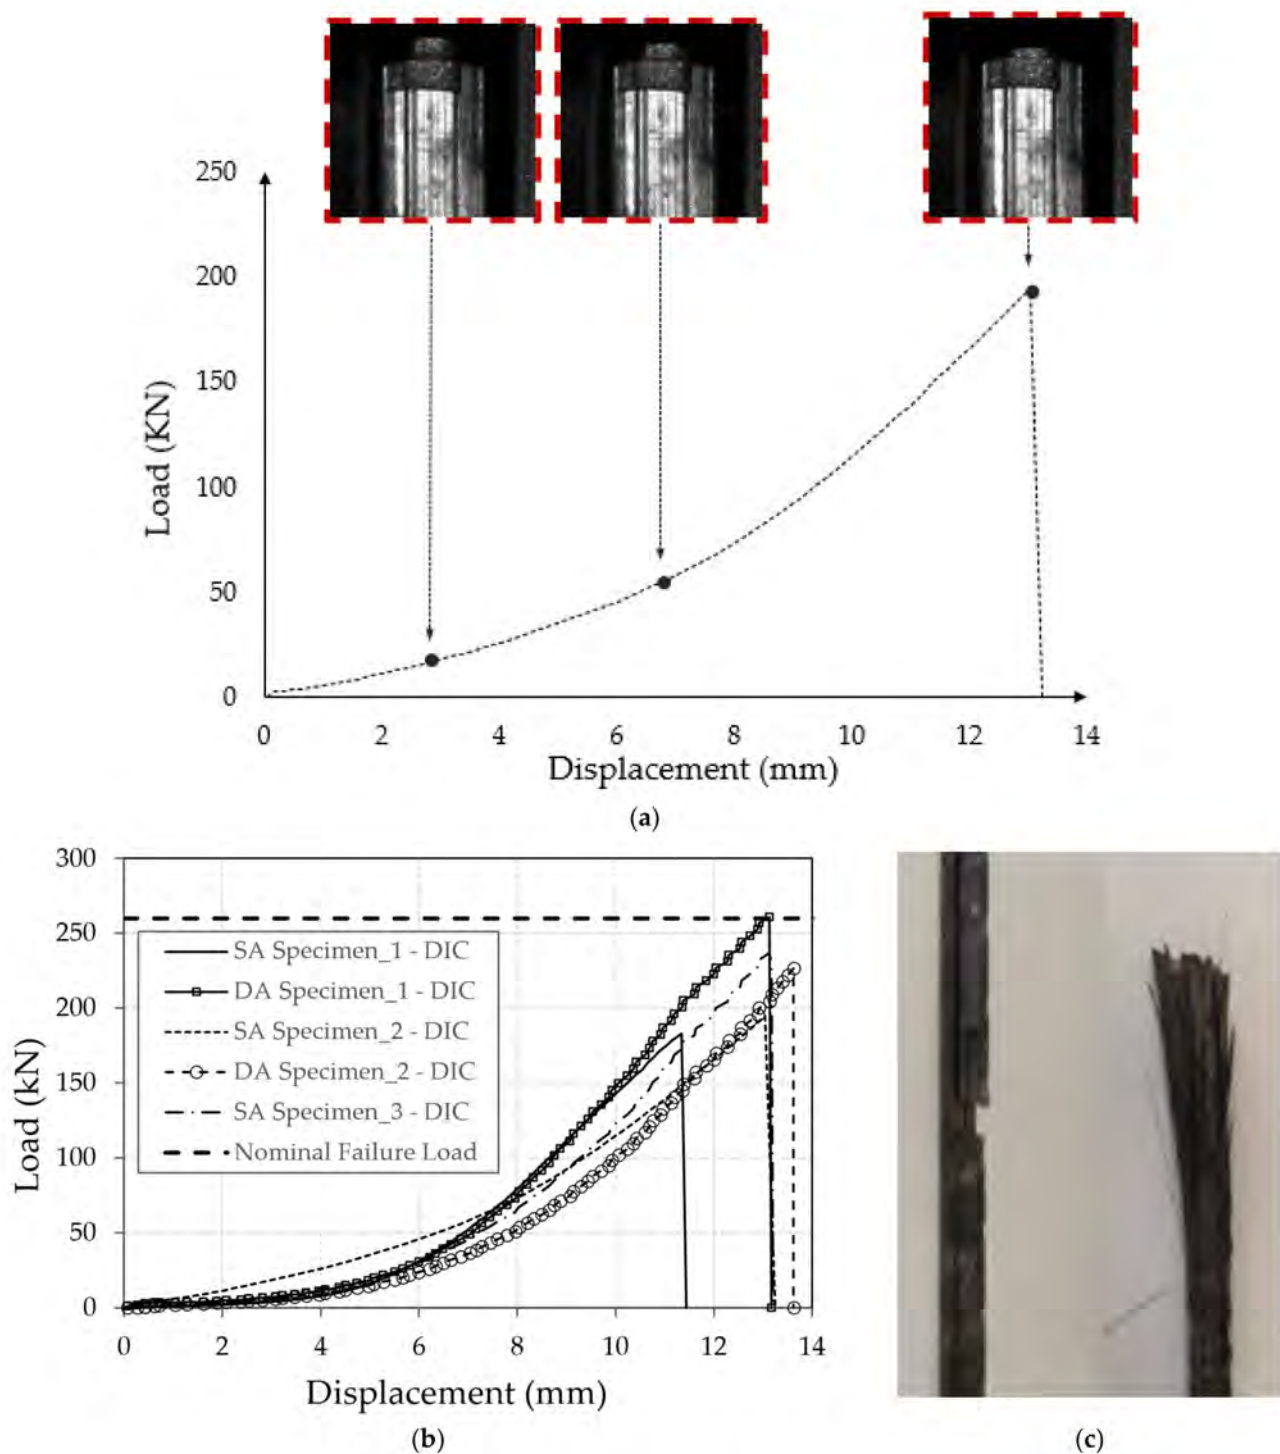 250
200
150
100
50
0
Load (KN)
0 2 4 6 8 10 12 14
Displacement (mm)
(a)
300
250
200
150
100
50
0
Load (kN)
SA Specimen_1 - DIC
DA Specimen_1 - DIC
SA Specimen_2 - DIC
DA Specimen_2 - DIC
SA Specimen_3 - DIC
Nominal Failure Load
0 2 4 6 8 10 12 14
Displacement (mm)
(b)
(c)